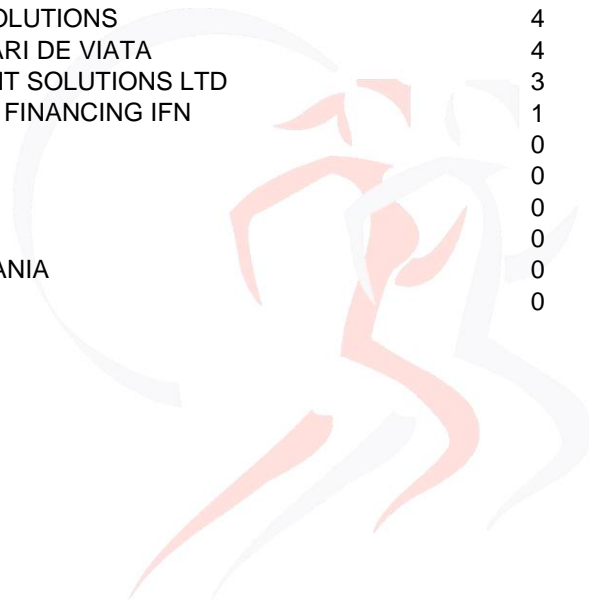 OLUTIONS 4
ARI DE VIATA 4
NT SOLUTIONS LTD 3
FINANCING IFN 1
0
0
0
0
ANIA 0
0